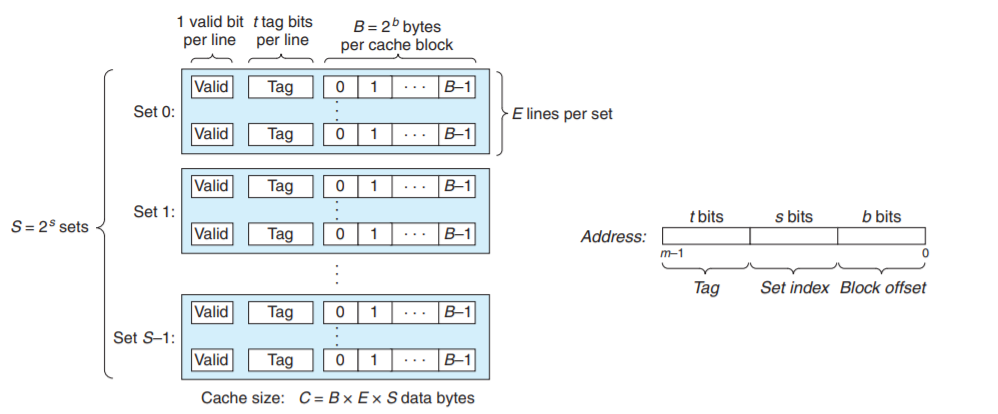 1 valid bit per line
t tag bits per line
B = 2^b bytes per cache block
Valid Tag 0 1 · · · B–1
Set 0:
Valid Tag 0 1 · · · B–1
E lines per set
Valid Tag 0 1 · · · B–1
Set 1:
Valid Tag 0 1 · · · B–1
S = 2^s sets
Valid Tag 0 1 · · · B–1
Set S–1:
Valid Tag 0 1 · · · B–1
Cache size: C = B × E × S data bytes
t bits s bits b bits
Address:
m–1 0
Tag Set index Block offset